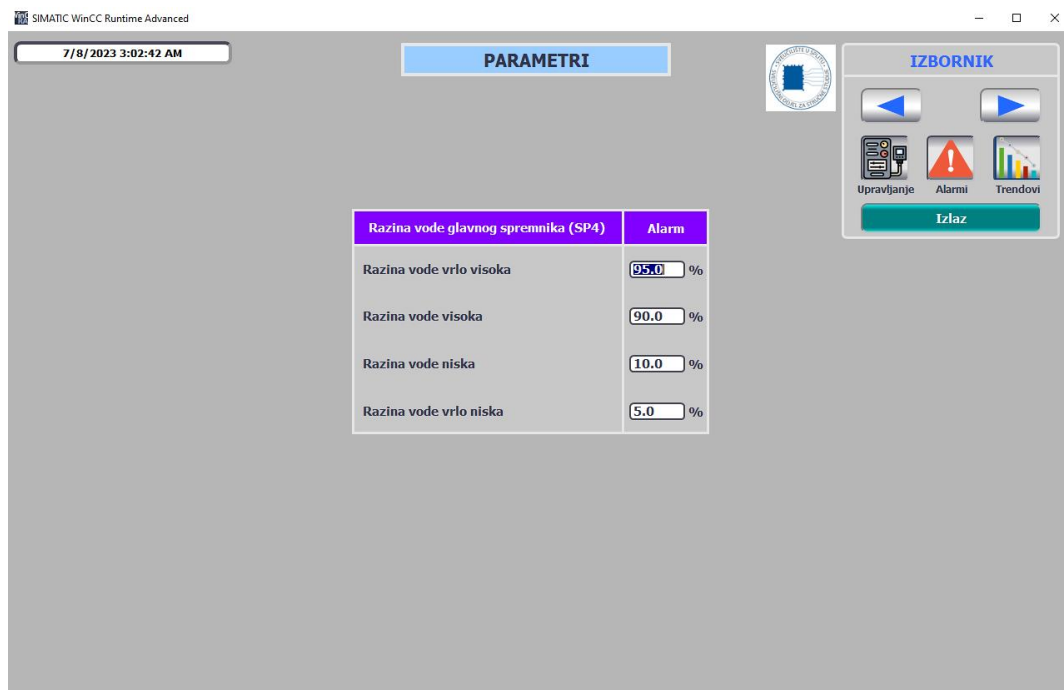 SIMATIC WinCC Runtime Advanced
7/8/2023 3:02:42 AM
PARAMETRI
IZBORNIK
Upravljanje
Alarmi
Trendovi
Izlaz
Razina vode glavnog spremnika (SP4) Alarm
Razina vode vrlo visoka 95.0 %
Razina vode visoka 90.0 %
Razina vode niska 10.0 %
Razina vode vrlo niska 5.0 %